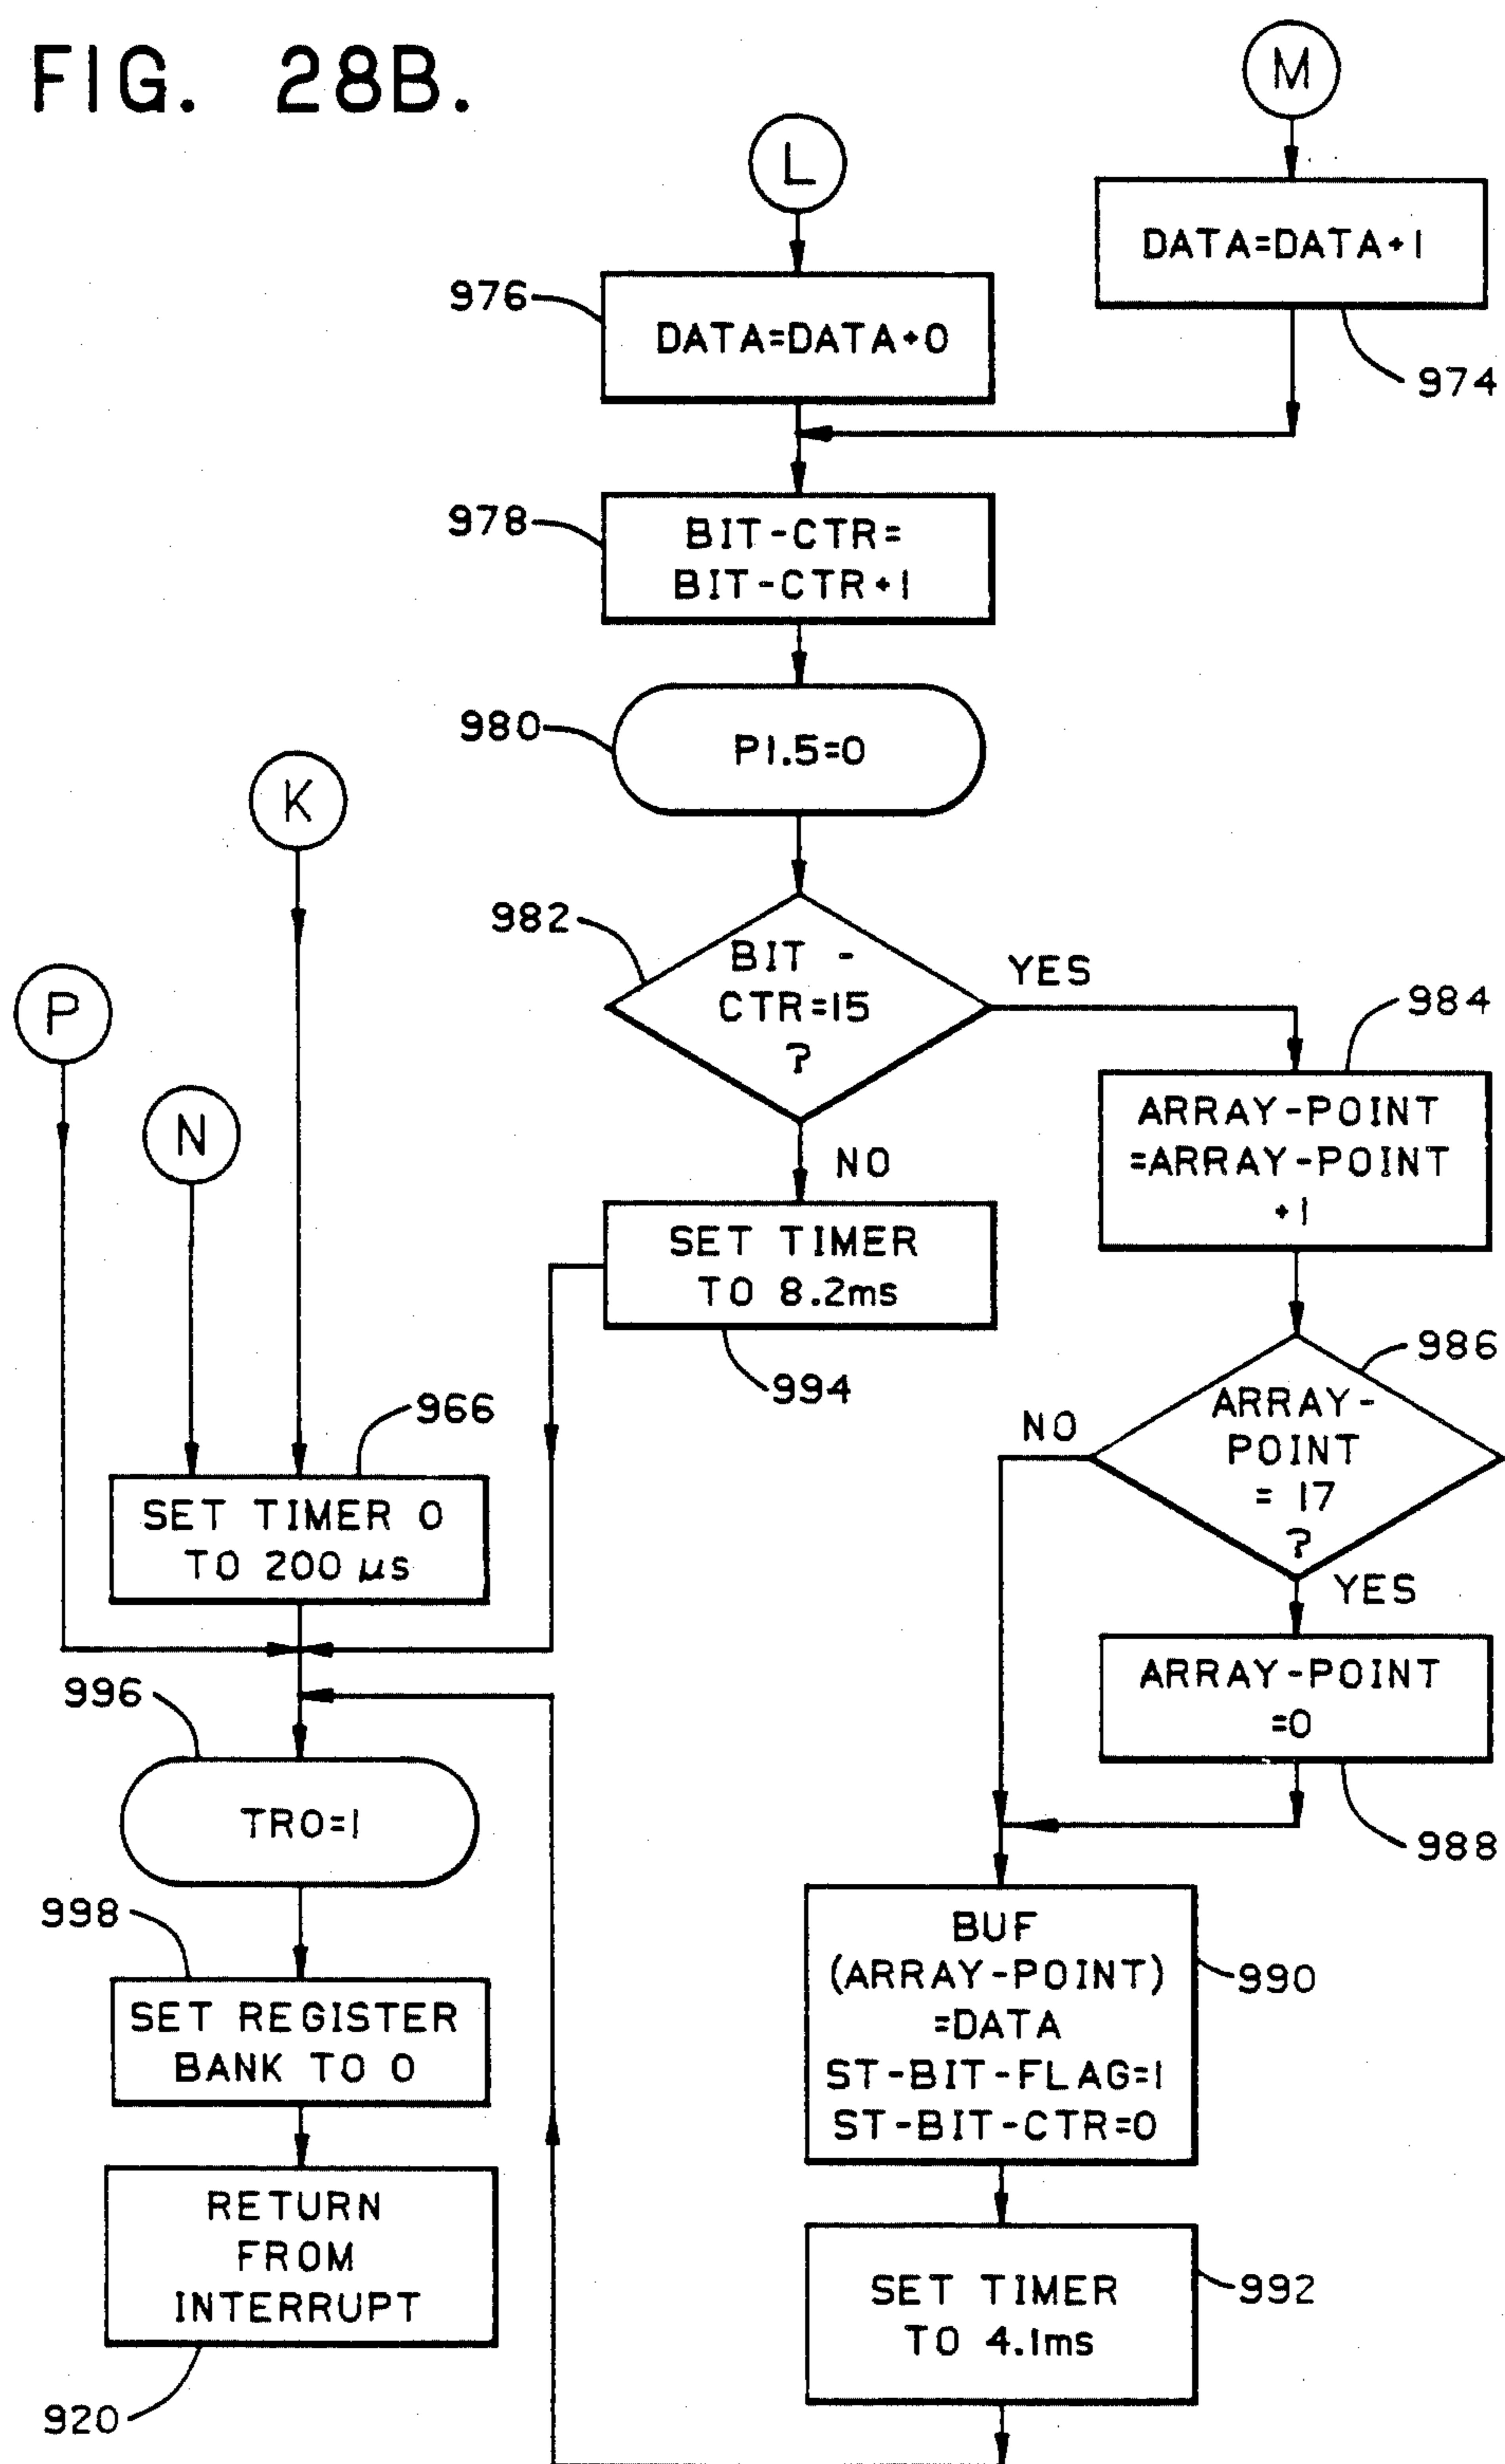 FIG. 28B.
M
L
DATA=DATA+1
974
976
DATA=DATA+0
978
BIT-CTR=
BIT-CTR+1
980
P1.5=0
K
982
BIT -
CTR=15
?
YES
NO
P
N
984
ARRAY-POINT
=ARRAY-POINT
+1
SET TIMER
TO 8.2ms
994
986
ARRAY-
POINT
= 17
?
NO
YES
966
SET TIMER 0
TO 200 μs
ARRAY-POINT
=0
988
996
TR0=1
998
SET REGISTER
BANK TO 0
BUF
(ARRAY-POINT)
=DATA
ST-BIT-FLAG=1
ST-BIT-CTR=0
990
RETURN
FROM
INTERRUPT
920
SET TIMER
TO 4.1ms
992